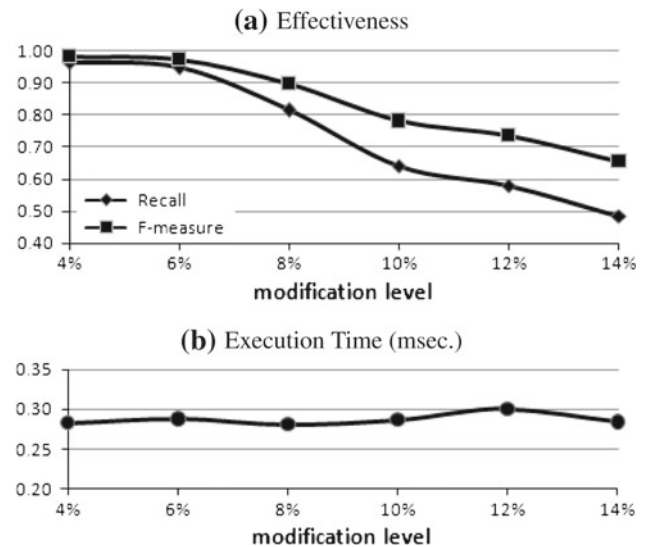 (a) Effectiveness
1.00
0.90
0.80
0.70
0.60
0.50
0.40
Recall
F-measure
4% 6% 8% 10% 12% 14%
modification level
(b) Execution Time (msec.)
0.35
0.30
0.25
0.20
4% 6% 8% 10% 12% 14%
modification level